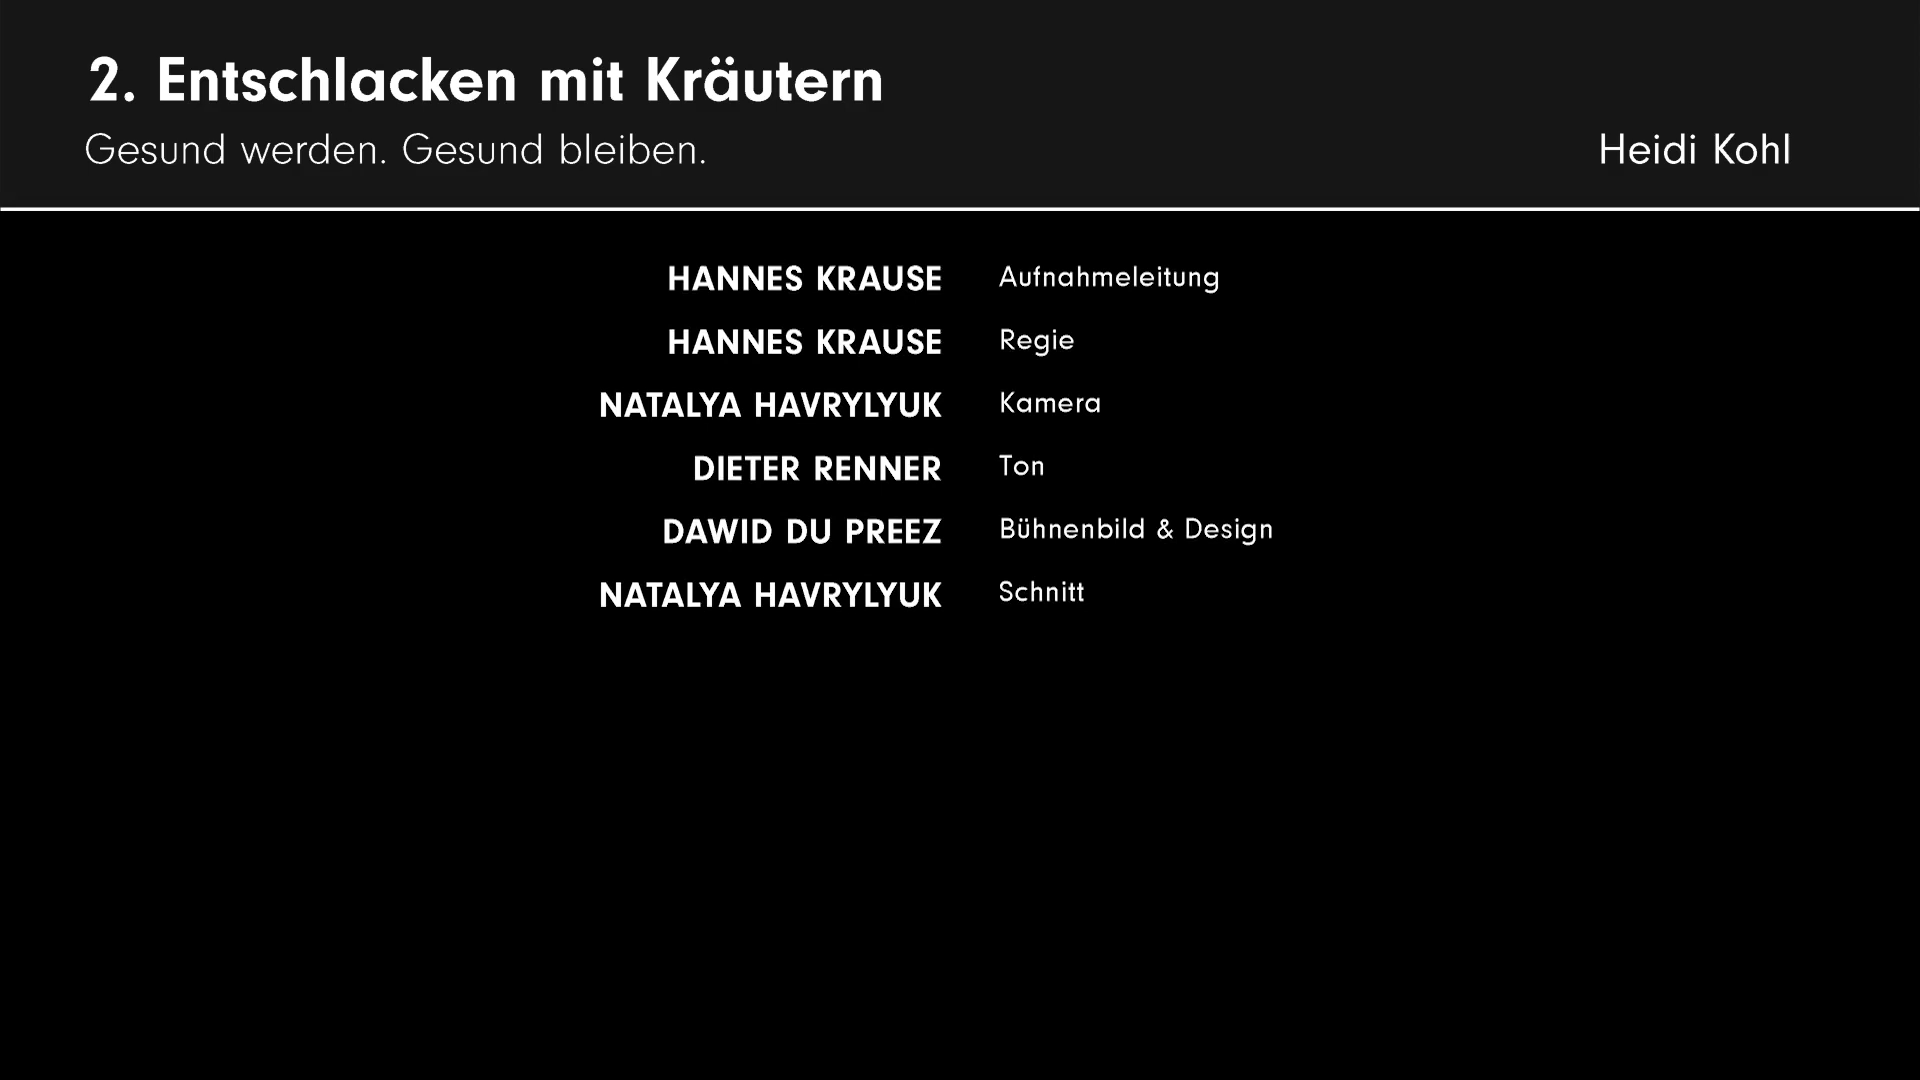 2. Entschlacken mit Kräutern
Gesund werden. Gesund bleiben. Heidi Kohl
HANNES KRAUSE Aufnahmeleitung
HANNES KRAUSE Regie
NATALYA HAVRYLYUK Kamera
DIETER RENNER Ton
DAWID DU PREEZ Bühnenbild & Design
NATALYA HAVRYLYUK Schnitt